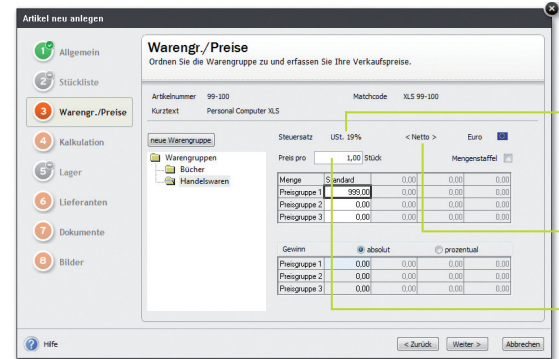 Artikel neu anlegen
1 Allgemein
2 Stückliste
3 Warengr./Preise
4 Kalkulation
5 Lager
6 Lieferanten
7 Dokumente
8 Bilder
Warengr./Preise
Ordnen Sie die Warengruppe zu und erfassen Sie Ihre Verkaufspreise.
Artikelnummer 99-100 Matchcode XLS 99-100
Kurztext Personal Computer XLS
neue Warengruppe
Warengruppen
Bücher
Handelswaren
Steuersatz USt. 19% < Netto > Euro
Preis pro 1,00 Stück Mengenstaffel
Menge Standard 0,00 0,00 0,00
Preisgruppe 1 999,00 0,00 0,00 0,00
Preisgruppe 2 0,00 0,00 0,00 0,00
Preisgruppe 3 0,00 0,00 0,00 0,00
Gewinn absolut prozentual
Preisgruppe 1 0,00 0,00 0,00 0,00
Preisgruppe 2 0,00 0,00 0,00 0,00
Preisgruppe 3 0,00 0,00 0,00 0,00
? Hilfe < Zurück Weiter > Abbrechen